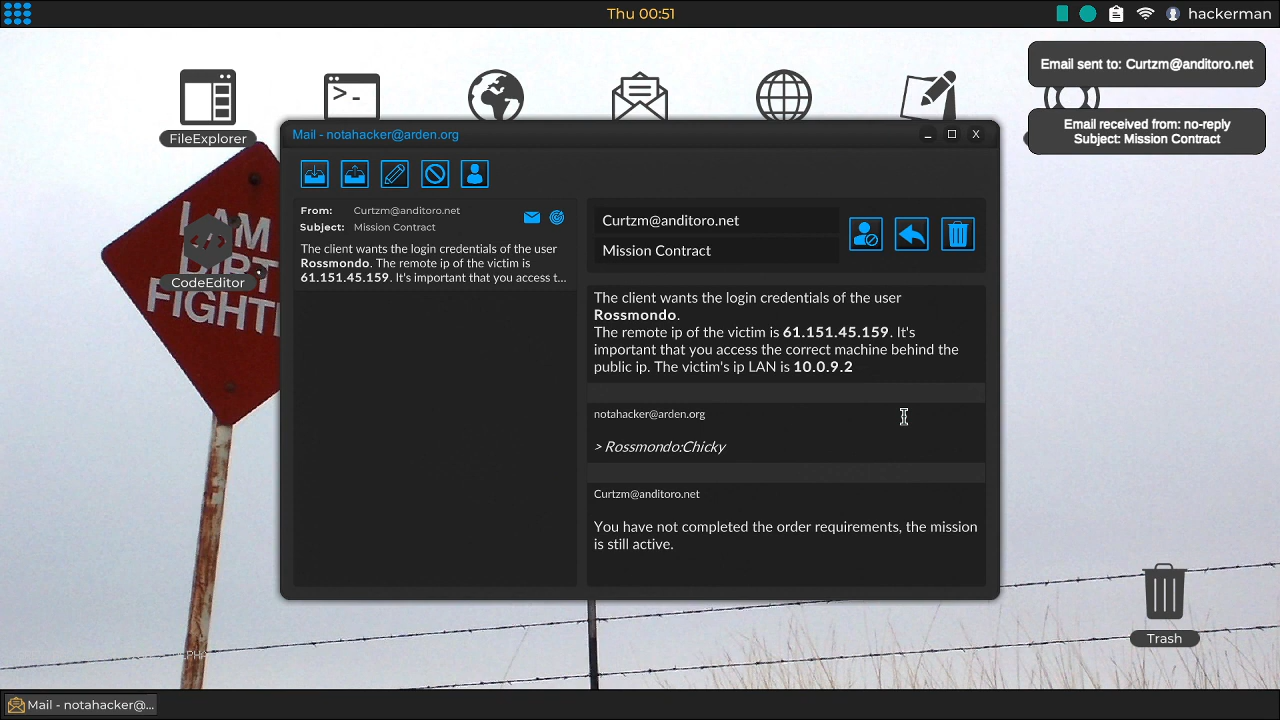 Thu 00:51
hackerman
Email sent to: Curtzm@anditoro.net
Email received from: no-reply
Subject: Mission Contract
FileExplorer
CodeEditor
I AM
DIRT
FIGHTI
Mail - notahacker@arden.org
X
From: Curtzm@anditoro.net
Subject: Mission Contract
The client wants the login credentials of the user
Rossmondo. The remote ip of the victim is
61.151.45.159. It's important that you access t...
Curtzm@anditoro.net
Mission Contract
The client wants the login credentials of the user
Rossmondo.
The remote ip of the victim is 61.151.45.159. It's
important that you access the correct machine behind the
public ip. The victim's ip LAN is 10.0.9.2
notahacker@arden.org
> Rossmondo:Chicky
Curtzm@anditoro.net
You have not completed the order requirements, the mission
is still active.
Trash
Mail - notahacker@...